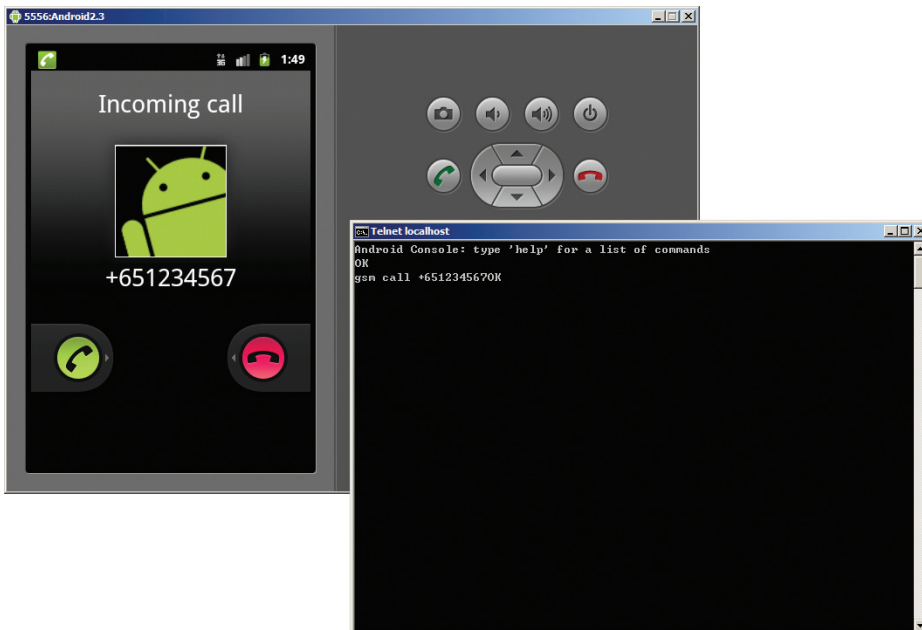 5556:Android2.3
3G 1:49
Incoming call
+651234567
Telnet localhost
Android Console: type 'help' for a list of commands
OK
gsm call +651234567OK